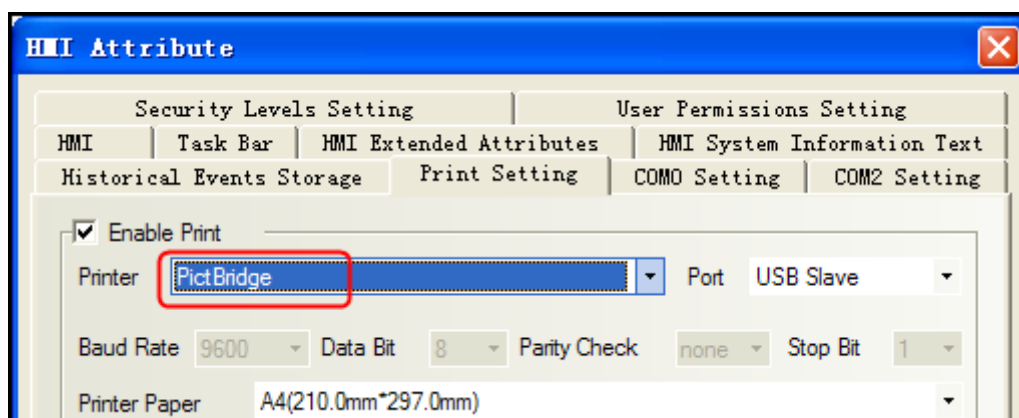 HMI Attribute
Security Levels Setting User Permissions Setting
HMI Task Bar HMI Extended Attributes HMI System Information Text
Historical Events Storage Print Setting COM0 Setting COM2 Setting
Enable Print
Printer PictBridge Port USB Slave
Baud Rate 9600 Data Bit 8 Parity Check none Stop Bit 1
Printer Paper A4(210.0mm*297.0mm)